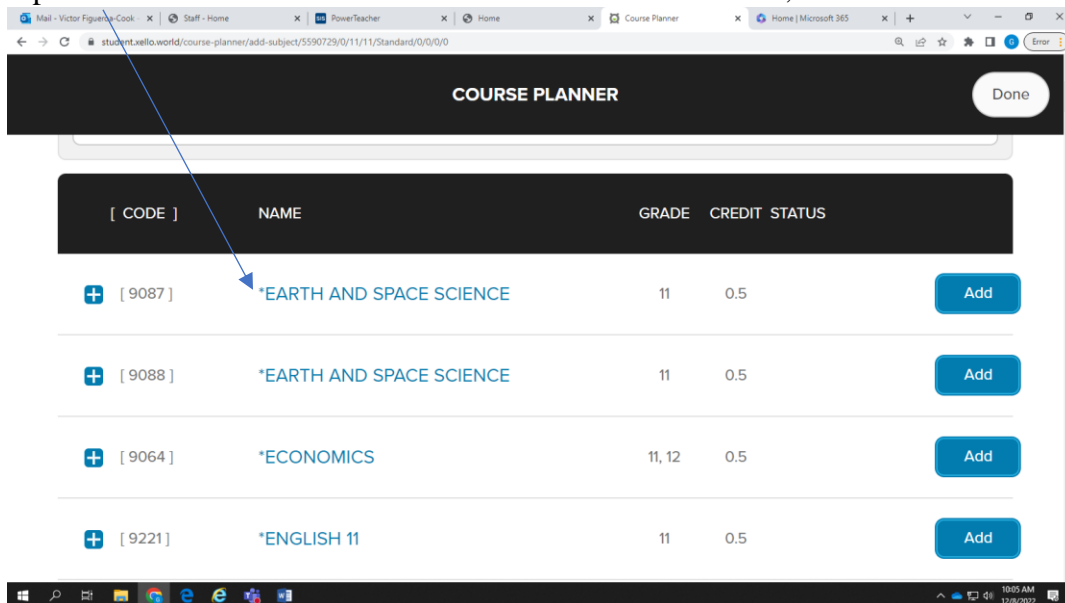 Mail - Victor Figueroa-Cook - Staff - Home PowerTeacher Home Course Planner Home | Microsoft 365
student.xello.world/course-planner/add-subject/5590729/0/11/11/Standard/0/0/0/0 Error
COURSE PLANNER Done
[ CODE ] NAME GRADE CREDIT STATUS
[ 9087 ] *EARTH AND SPACE SCIENCE 11 0.5 Add
[ 9088 ] *EARTH AND SPACE SCIENCE 11 0.5 Add
[ 9064 ] *ECONOMICS 11, 12 0.5 Add
[ 9221 ] *ENGLISH 11 11 0.5 Add
10:05 AM
12/8/2022